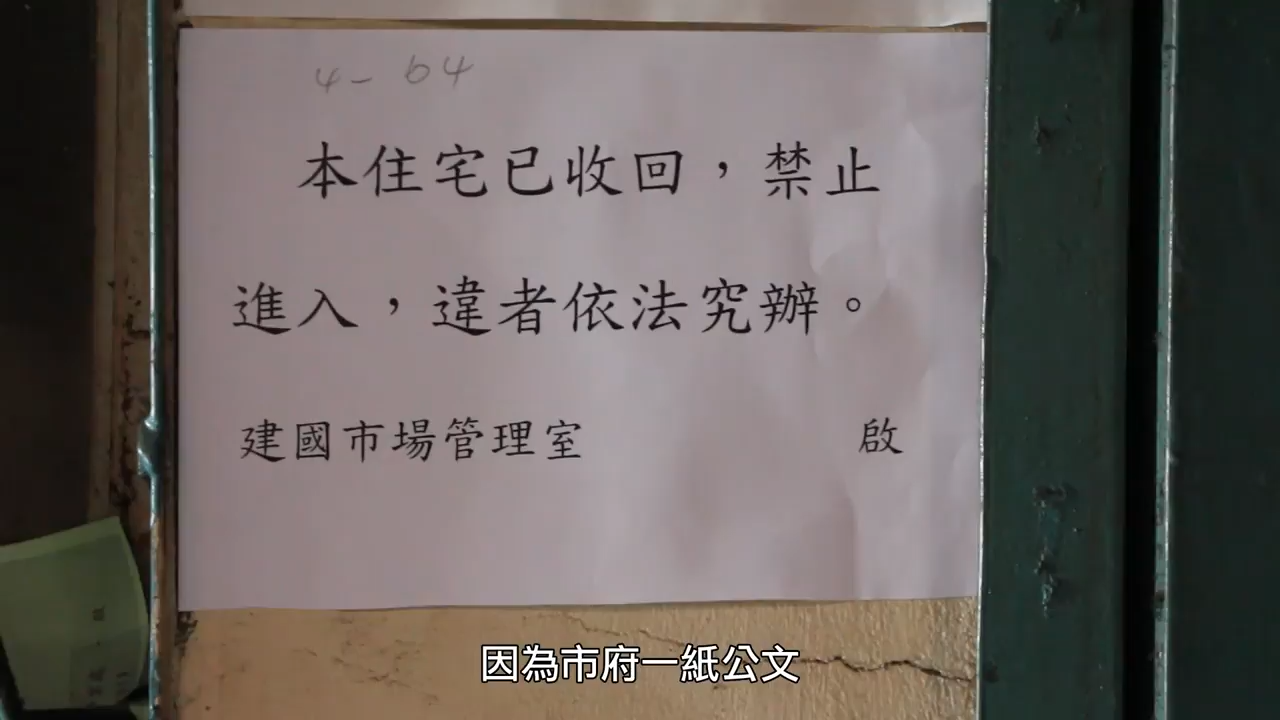 4-64
本住宅已收回，禁止
進入，違者依法究辦。
建國市場管理室 啟
因為市府一紙公文